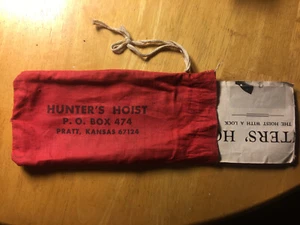 HUNTER'S HOIST
P. O. BOX 474
PRATT, KANSAS 67124
TERS' HO
THE HOIST WITH A LOCK